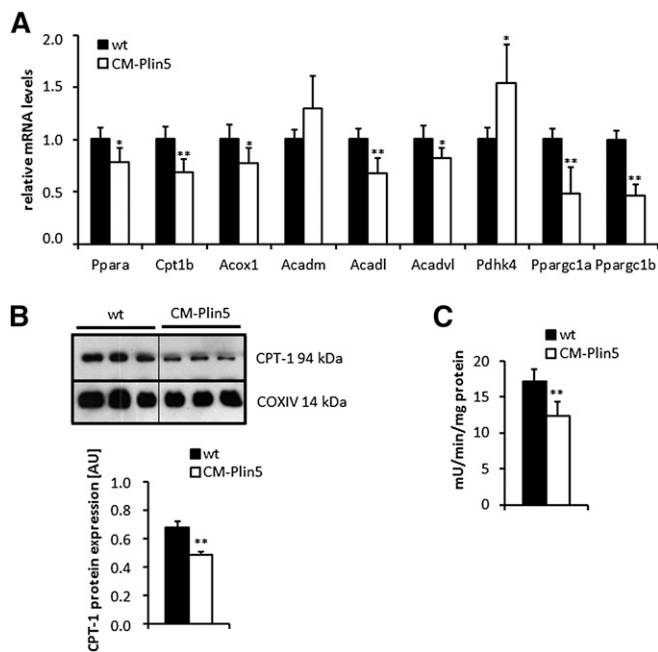 A
wt
CM-Plin5
relative mRNA levels
2.0
1.5
1.0
0.5
0.0
* ** * ** * * ** **
Ppara Cpt1b Acox1 Acadm Acadl Acadvl Pdhk4 Ppargc1a Ppargc1b
B
wt CM-Plin5
CPT-1 94 kDa
COXIV 14 kDa
wt
CM-Plin5
CPT-1 protein expression [AU]
1.0
0.8
0.6
0.4
0.2
0.0
**
C
wt
CM-Plin5
mU/min/mg protein
20
15
10
5
0
**